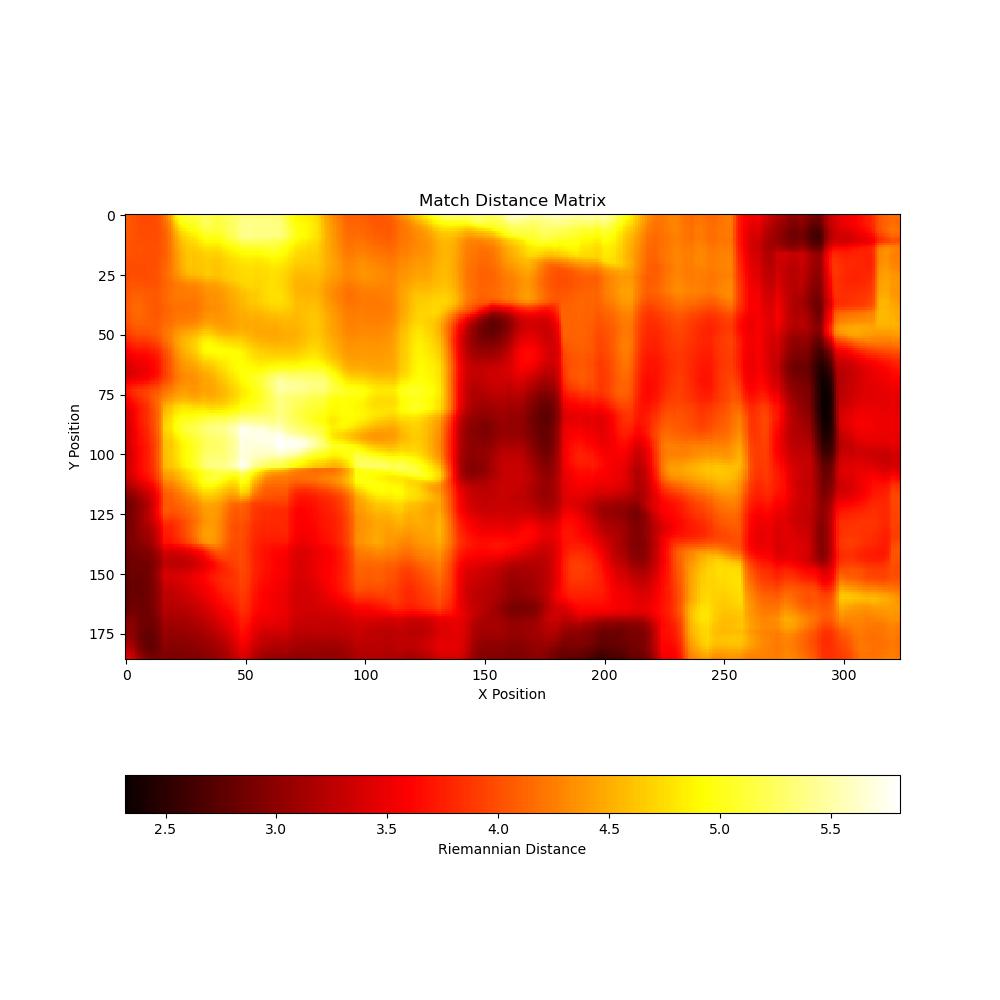 Match Distance Matrix
0
25
50
75
100
125
150
175
Y Position
0 50 100 150 200 250 300
X Position
2.5 3.0 3.5 4.0 4.5 5.0 5.5
Riemannian Distance